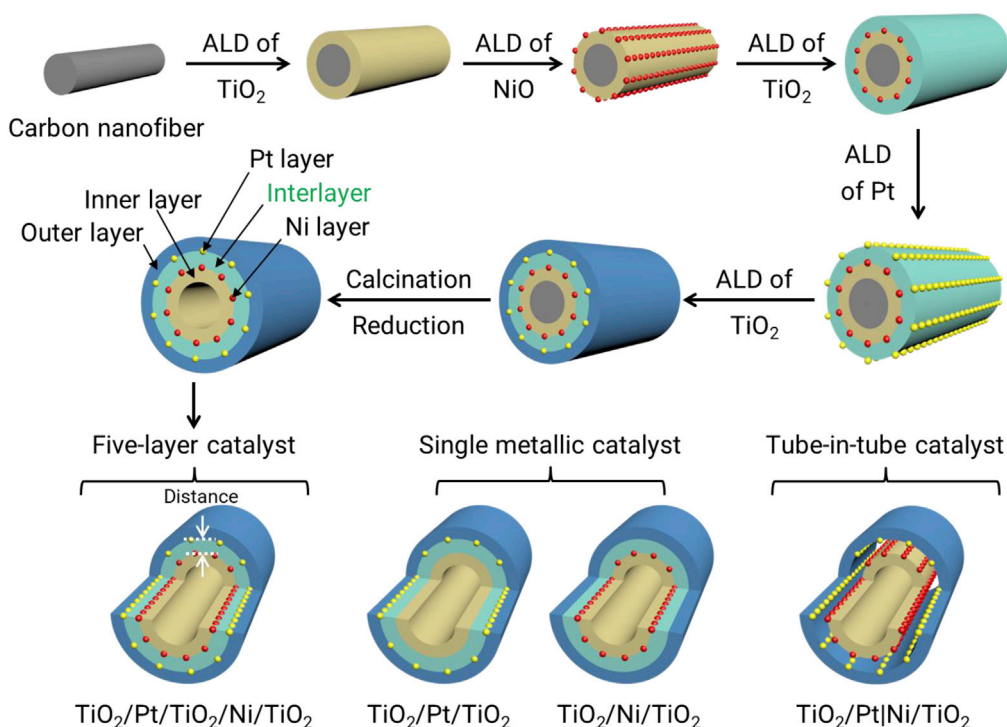 ALD of
TiO₂
ALD of
NiO
ALD of
TiO₂
Carbon nanofiber
ALD
of Pt
Pt layer
Interlayer
Inner layer
Ni layer
Outer layer
Calcination
Reduction
ALD of
TiO₂
Five-layer catalyst
Single metallic catalyst
Tube-in-tube catalyst
Distance
TiO₂/Pt/TiO₂/Ni/TiO₂
TiO₂/Pt/TiO₂
TiO₂/Ni/TiO₂
TiO₂/Pt|Ni/TiO₂